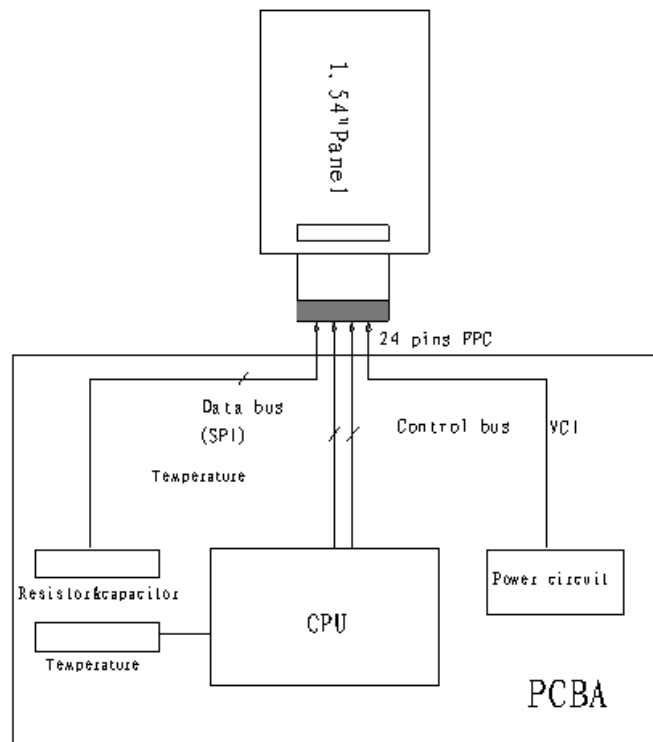 1.54"Panel
24 pins FPC
Data bus
(SPI)
Control bus
VCI
Temperature
Resistor&capacitor
Power circuit
CPU
Temperature
PCBA